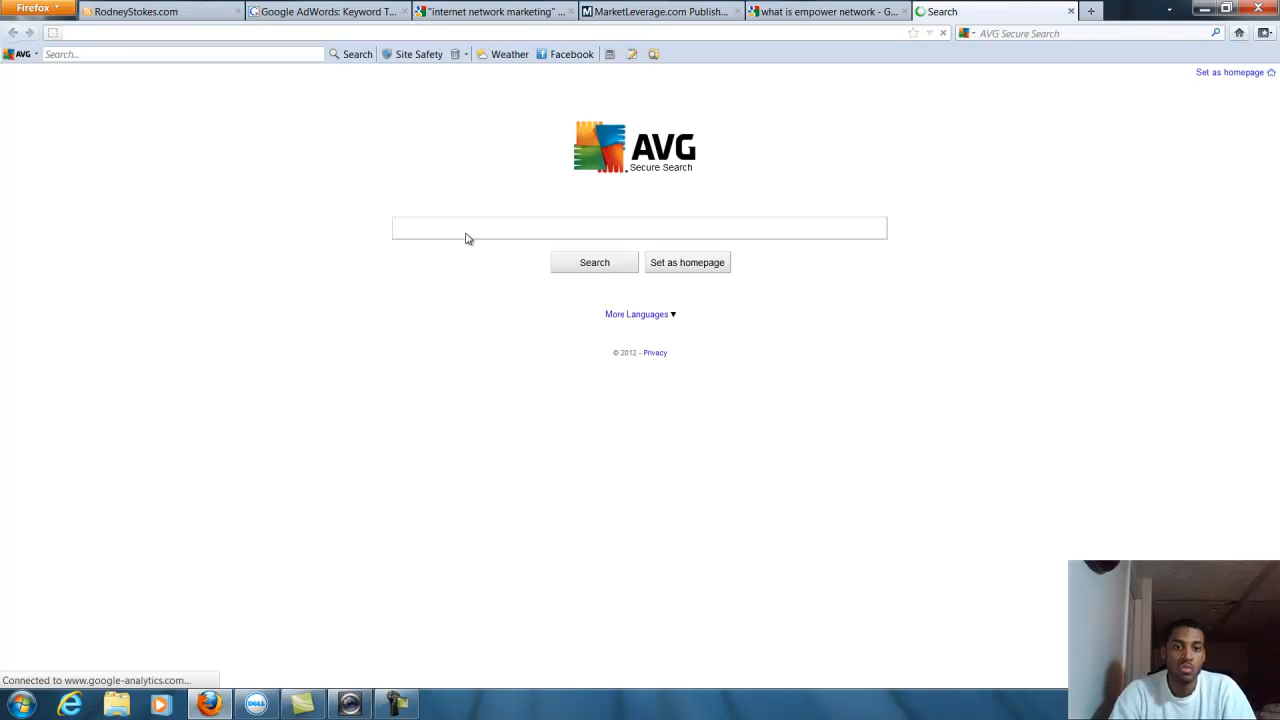 Firefox
RodneyStokes.com
Google AdWords: Keyword T...
"internet network marketing" ...
MarketLeverage.com Publish...
what is empower network - G...
Search
AVG Secure Search
AVG
Search...
Search
Site Safety
Weather
Facebook
Set as homepage
AVG
Secure Search
Search
Set as homepage
More Languages ▼
© 2012 - Privacy
Connected to www.google-analytics.com...
DELL